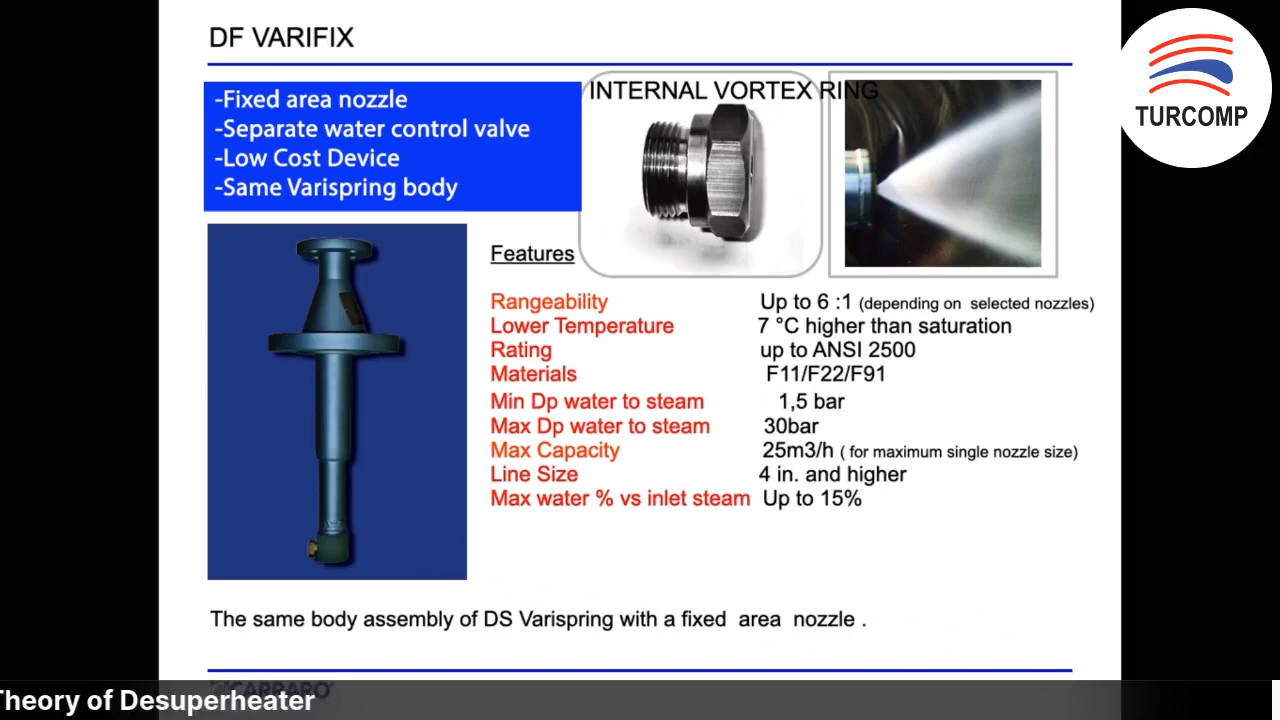 DF VARIFIX
TURCOMP
-Fixed area nozzle
-Separate water control valve
-Low Cost Device
-Same Varispring body
INTERNAL VORTEX RING
Features
Rangeability Up to 6 :1 (depending on selected nozzles)
Lower Temperature 7 °C higher than saturation
Rating up to ANSI 2500
Materials F11/F22/F91
Min Dp water to steam 1,5 bar
Max Dp water to steam 30bar
Max Capacity 25m3/h ( for maximum single nozzle size)
Line Size 4 in. and higher
Max water % vs inlet steam Up to 15%
The same body assembly of DS Varispring with a fixed area nozzle .
CARRARO
Theory of Desuperheater